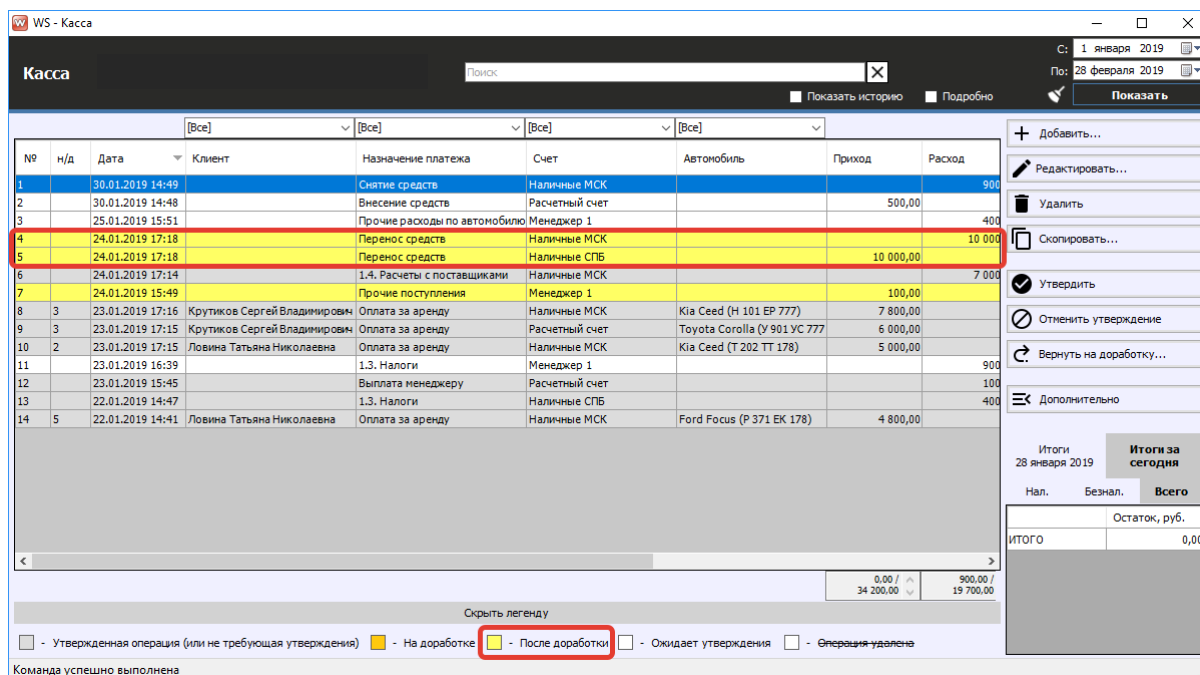 WS - Касса
Касса
Поиск
С: 1 января 2019
По: 28 февраля 2019
Показать историю Подробно Показать
[Все] [Все] [Все] [Все]
№ н/д Дата Клиент Назначение платежа Счет Автомобиль Приход Расход
1 30.01.2019 14:49 Снятие средств Наличные МСК 900
2 30.01.2019 14:48 Внесение средств Расчетный счет 500,00
3 25.01.2019 15:51 Прочие расходы по автомобилю Менеджер 1 400
4 24.01.2019 17:18 Перенос средств Наличные МСК 10 000
5 24.01.2019 17:18 Перенос средств Наличные СПБ 10 000,00
6 24.01.2019 17:14 1.4. Расчеты с поставщиками Наличные МСК 7 000
7 24.01.2019 15:49 Прочие поступления Менеджер 1 100,00
8 3 23.01.2019 17:16 Крутиков Сергей Владимирович Оплата за аренду Наличные МСК Kia Ceed (Н 101 ЕР 777) 7 800,00
9 3 23.01.2019 17:15 Крутиков Сергей Владимирович Оплата за аренду Расчетный счет Toyota Corolla (У 901 УС 777 6 000,00
10 2 23.01.2019 17:15 Ловина Татьяна Николаевна Оплата за аренду Наличные МСК Kia Ceed (Т 202 ТТ 178) 5 000,00
11 23.01.2019 16:39 1.3. Налоги Менеджер 1 900
12 23.01.2019 15:45 Выплата менеджеру Расчетный счет 100
13 22.01.2019 14:47 1.3. Налоги Наличные СПБ 400
14 5 22.01.2019 14:41 Ловина Татьяна Николаевна Оплата за аренду Наличные МСК Ford Focus (Р 371 ЕК 178) 4 800,00
0,00 / 900,00 /
34 200,00 19 700,00
Добавить...
Редактировать...
Удалить
Скопировать...
Утвердить
Отменить утверждение
Вернуть на доработку...
Дополнительно
Итоги Итоги за
28 января 2019 сегодня
Нал. Безнал. Всего
Остаток, руб.
ИТОГО 0,00
Скрыть легенду
- Утвержденная операция (или не требующая утверждения) - На доработке - После доработки - Ожидает утверждения - Операция удалена
Команда успешно выполнена